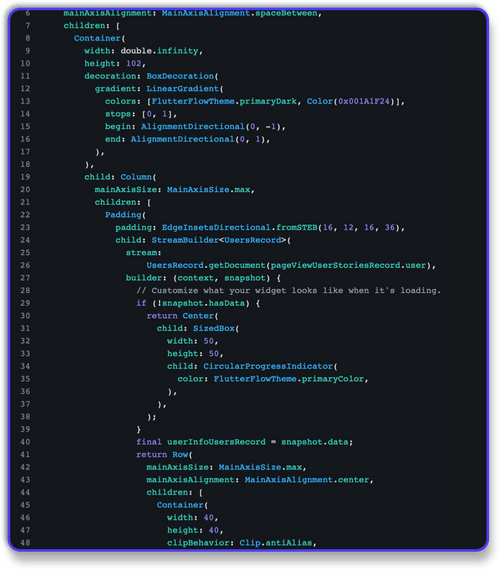 6 mainAxisAlignment: MainAxisAlignment.spaceBetween,
7 children: [
8 Container(
9 width: double.infinity,
10 height: 102,
11 decoration: BoxDecoration(
12 gradient: LinearGradient(
13 colors: [FlutterFlowTheme.primaryDark, Color(0x001A1F24)],
14 stops: [0, 1],
15 begin: AlignmentDirectional(0, -1),
16 end: AlignmentDirectional(0, 1),
17 ),
18 ),
19 child: Column(
20 mainAxisSize: MainAxisSize.max,
21 children: [
22 Padding(
23 padding: EdgeInsetsDirectional.fromSTEB(16, 12, 16, 36),
24 child: StreamBuilder<UsersRecord>(
25 stream:
26 UsersRecord.getDocument(pageViewUserStoriesRecord.user),
27 builder: (context, snapshot) {
28 // Customize what your widget looks like when it's loading.
29 if (!snapshot.hasData) {
30 return Center(
31 child: SizedBox(
32 width: 50,
33 height: 50,
34 child: CircularProgressIndicator(
35 color: FlutterFlowTheme.primaryColor,
36 ),
37 ),
38 );
39 }
40 final userInfoUsersRecord = snapshot.data;
41 return Row(
42 mainAxisSize: MainAxisSize.max,
43 mainAxisAlignment: MainAxisAlignment.center,
44 children: [
45 Container(
46 width: 40,
47 height: 40,
48 clipBehavior: Clip.antiAlias,